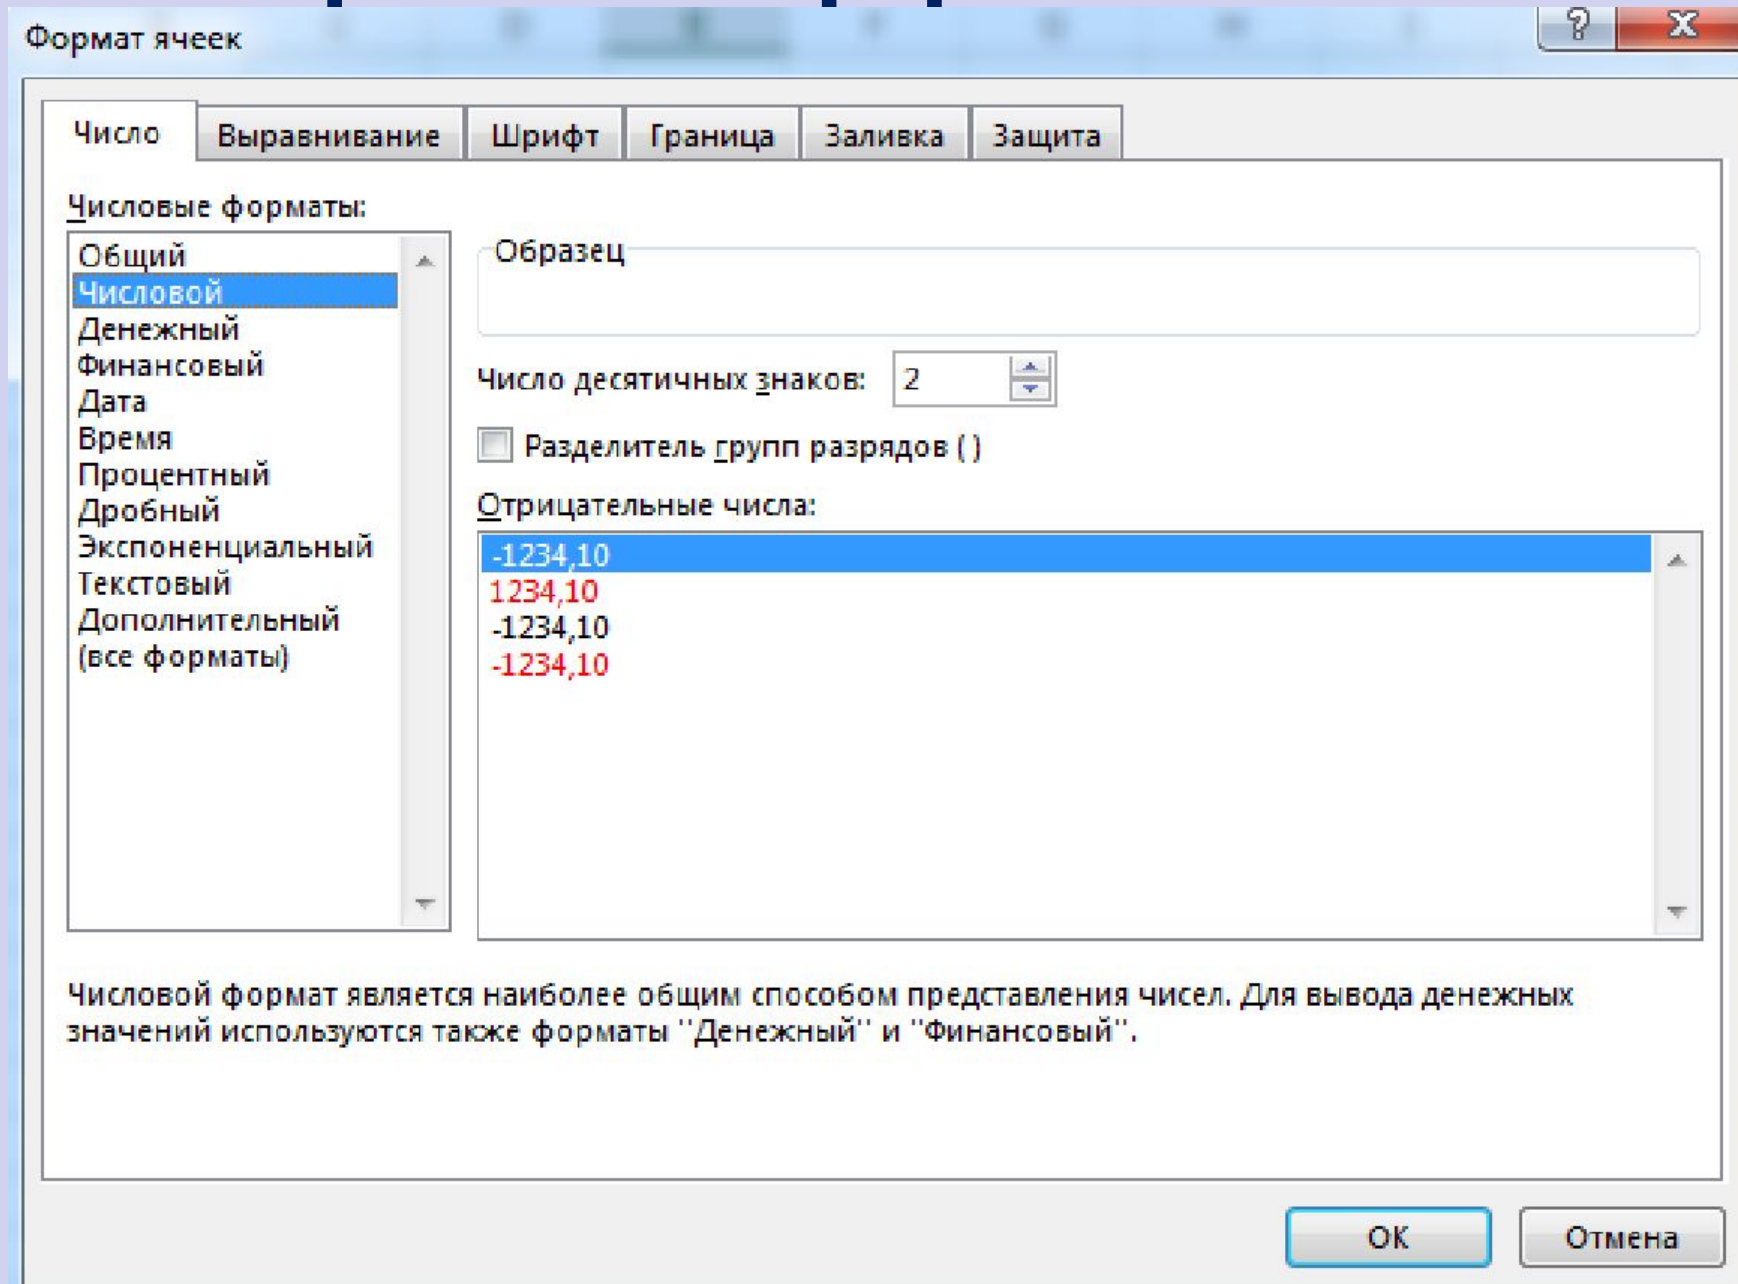 Формат ячеек
?
X
Число Выравнивание Шрифт Граница Заливка Защита
Числовые форматы:
Общий
Числовой
Денежный
Финансовый
Дата
Время
Процентный
Дробный
Экспоненциальный
Текстовый
Дополнительный
(все форматы)
Образец
Число десятичных знаков: 2
Разделитель групп разрядов ( )
Отрицательные числа:
-1234,10
1234,10
-1234,10
-1234,10
Числовой формат является наиболее общим способом представления чисел. Для вывода денежных
значений используются также форматы "Денежный" и "Финансовый".
ОК Отмена